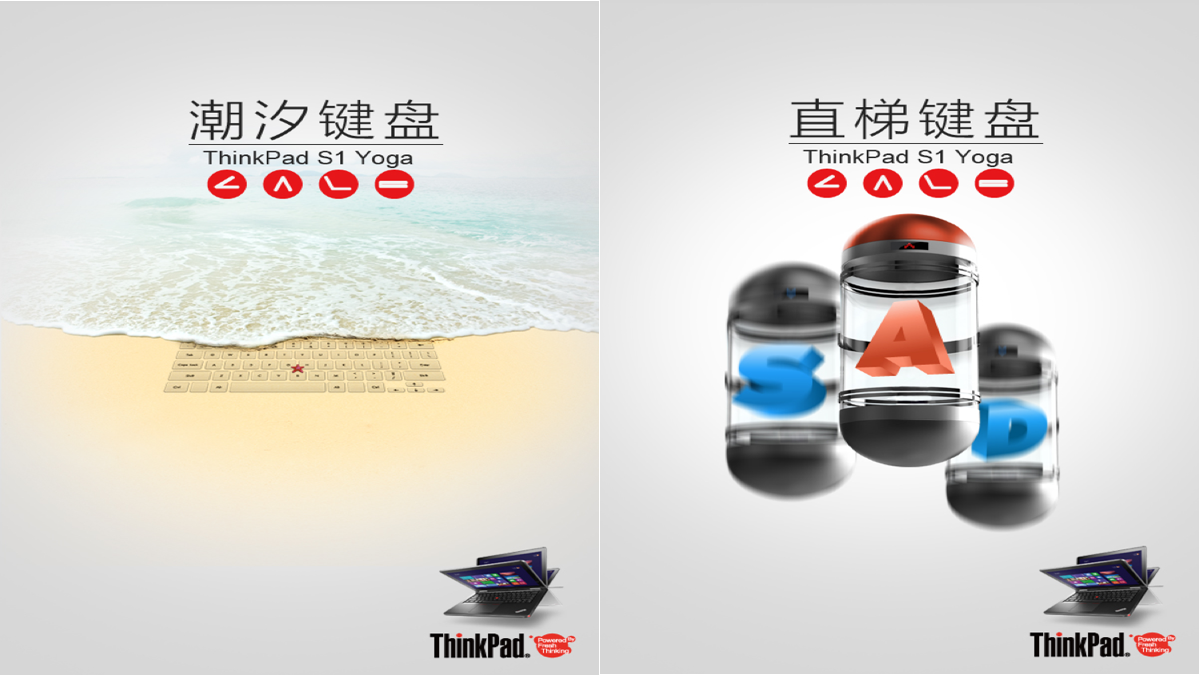 潮汐键盘
ThinkPad S1 Yoga
ThinkPad®
Powered By
Fresh
Thinking
直梯键盘
ThinkPad S1 Yoga
S
A
D
ThinkPad®
Powered By
Fresh
Thinking